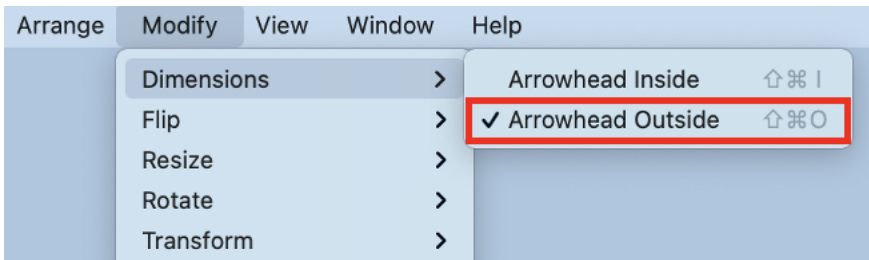 Arrange Modify View Window Help
Dimensions >
Arrowhead Inside ⇧⌘ I
Flip >
✓ Arrowhead Outside ⇧⌘O
Resize >
Rotate >
Transform >